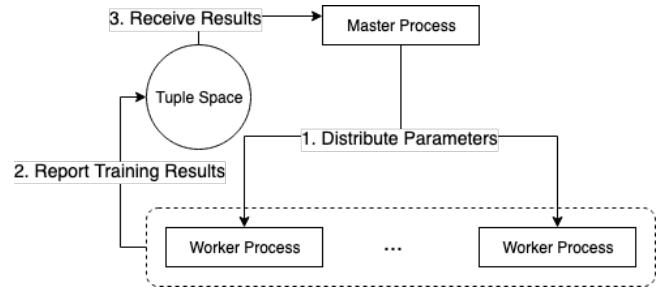 3. Receive Results
Master Process
Tuple Space
1. Distribute Parameters
2. Report Training Results
Worker Process
...
Worker Process